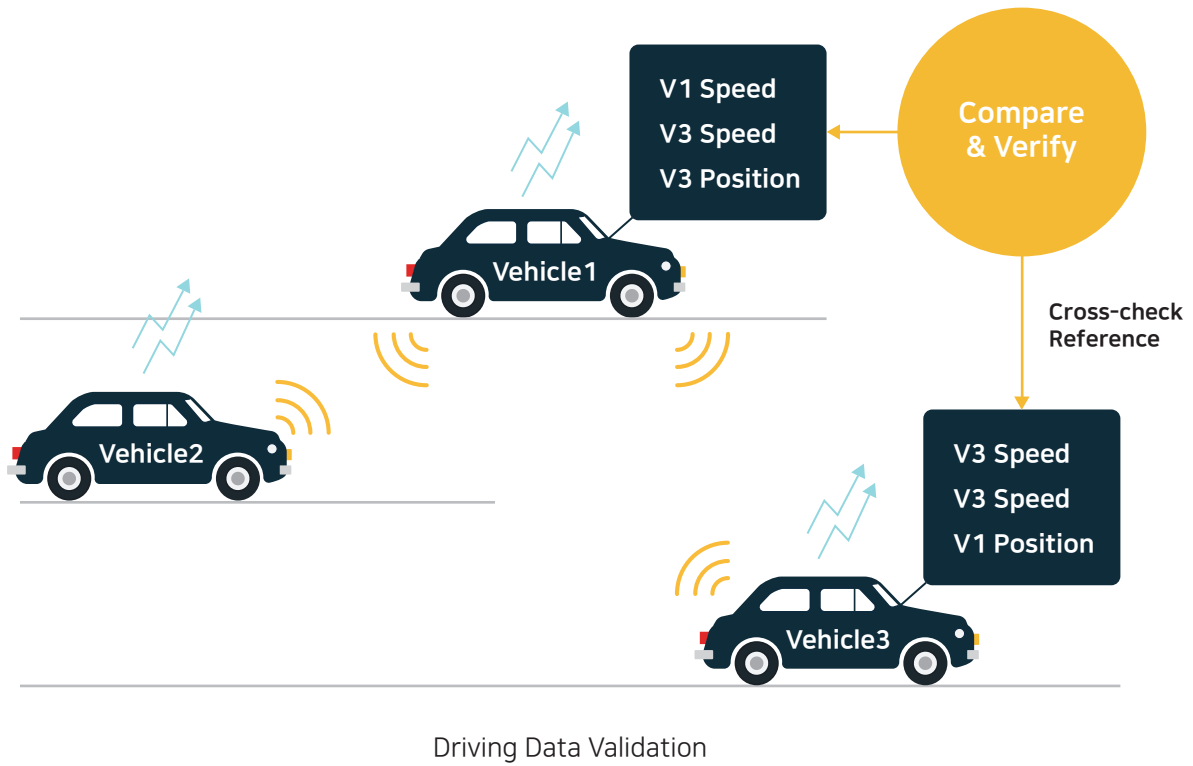 V1 Speed
V3 Speed
V3 Position
Compare
& Verify
Vehicle1
Cross-check
Reference
Vehicle2
V3 Speed
V3 Speed
V1 Position
Vehicle3
Driving Data Validation